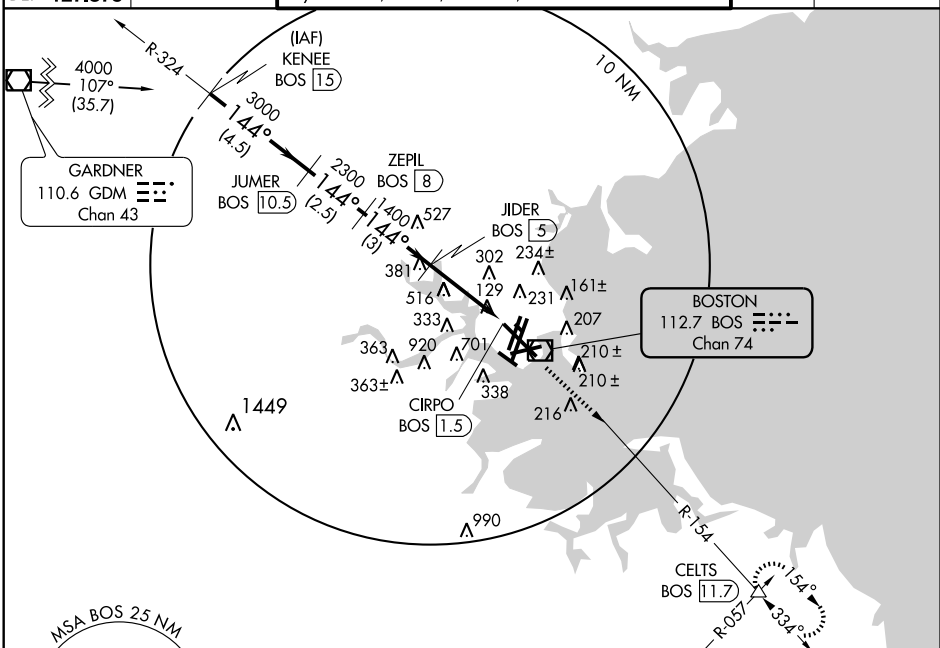 R-324
4000
107°
(35.7)
(IAF)
KENEE
BOS 15
10 NM
GARDNER
110.6 GDM
Chan 43
3000
144°
(4.5)
JUMER
BOS 10.5
2300
144°
(2.5)
ZEPIL
BOS 8
1400
144°
(3)
527
JIDER
BOS 5
381
302
234±
516
129
231
161±
333
207
BOSTON
112.7 BOS
Chan 74
363
920
701
210 ±
363±
338
210 ±
CIRPO
BOS 1.5
216
1449
990
R-154
CELTS
BOS 11.7
154°
R-057
334°
MSA BOS 25 NM